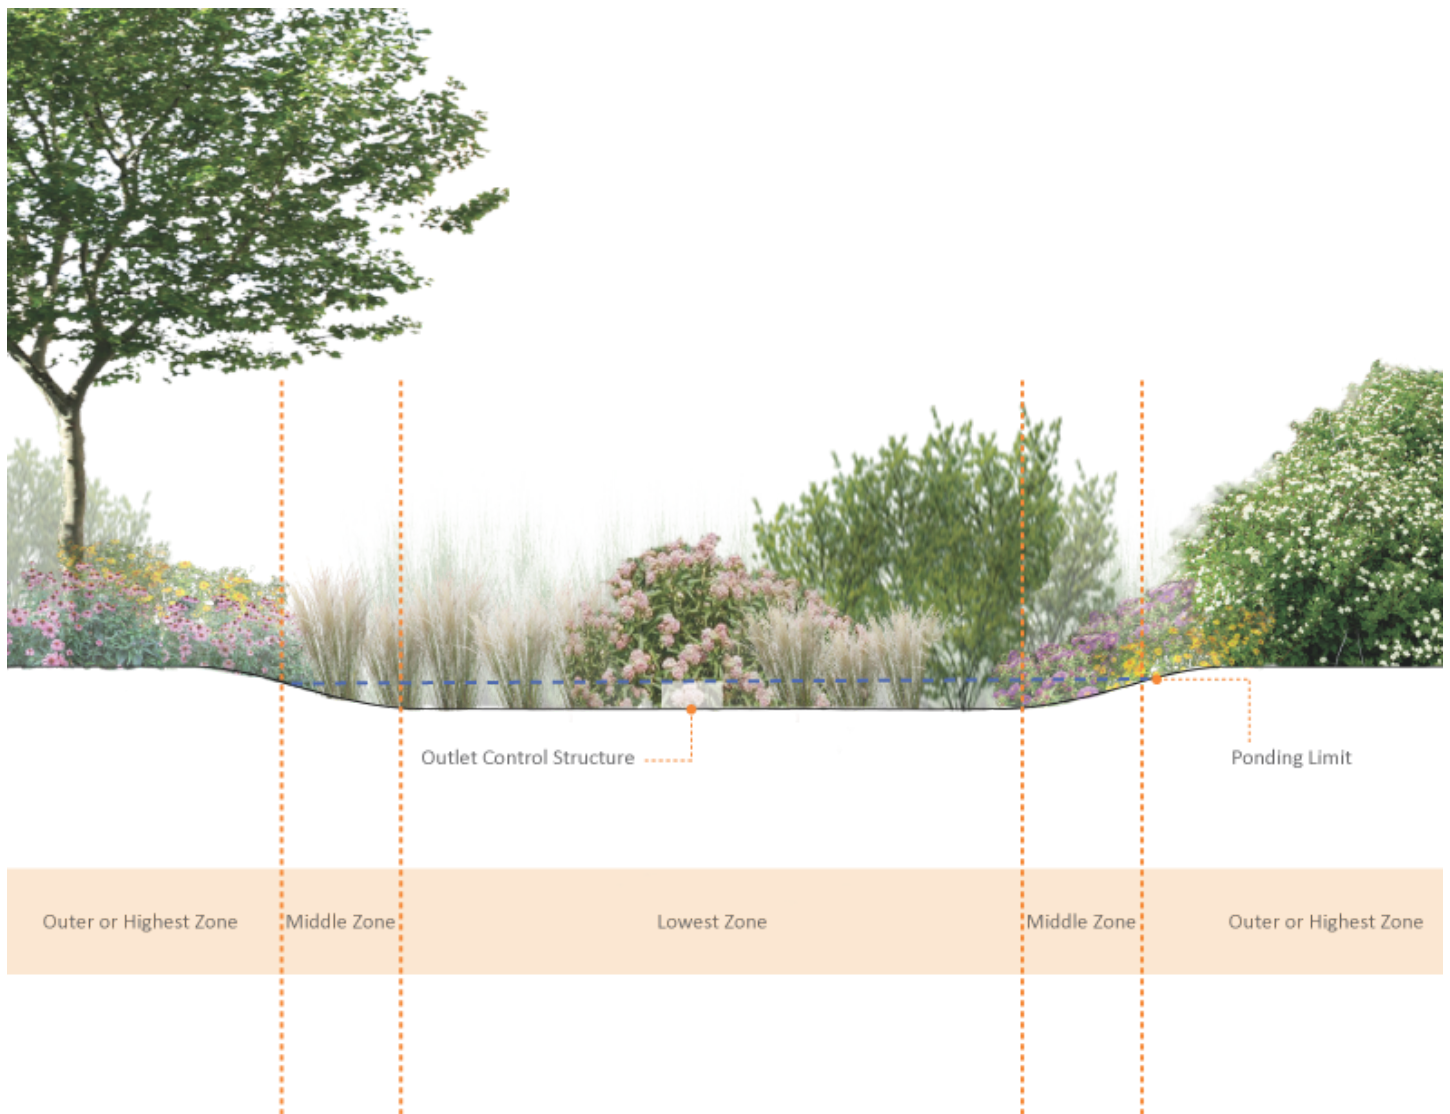 Outlet Control Structure
Ponding Limit
Outer or Highest Zone
Middle Zone
Lowest Zone
Middle Zone
Outer or Highest Zone